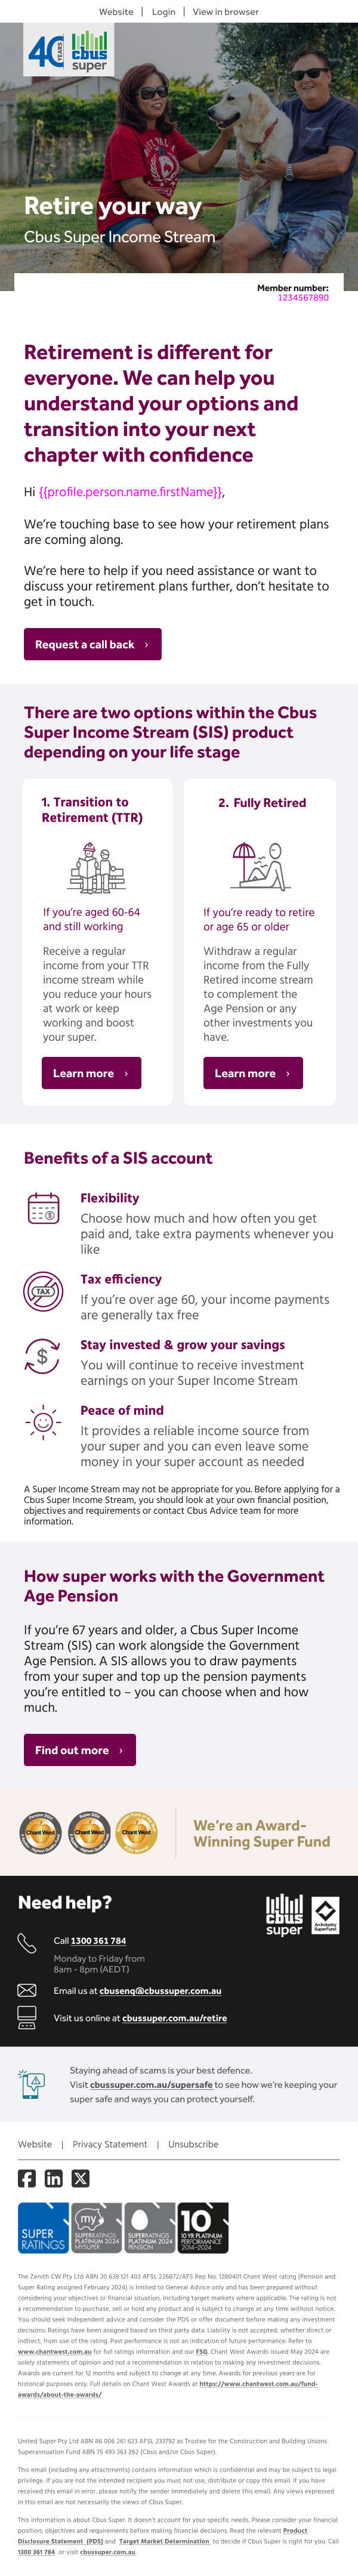 Website | Login | View in browser
40 YEARS
cbus
super
Retire your way
Cbus Super Income Stream
Member number:
1234567890
Retirement is different for
everyone. We can help you
understand your options and
transition into your next
chapter with confidence
Hi {{profile.person.name.firstName}},
We’re touching base to see how your retirement plans
are coming along.
We’re here to help if you need assistance or want to
discuss your retirement plans further, don’t hesitate to
get in touch.
Request a call back ›
There are two options within the Cbus
Super Income Stream (SIS) product
depending on your life stage
1. Transition to
Retirement (TTR)
If you’re aged 60-64
and still working
Receive a regular
income from your TTR
income stream while
you reduce your hours
at work or keep
working and boost
your super.
Learn more ›
2. Fully Retired
If you’re ready to retire
or age 65 or older
Withdraw a regular
income from the Fully
Retired income stream
to complement the
Age Pension or any
other investments you
have.
Learn more ›
Benefits of a SIS account
Flexibility
Choose how much and how often you get
paid and, take extra payments whenever you
like
TAX
Tax efficiency
If you’re over age 60, your income payments
are generally tax free
$
Stay invested & grow your savings
You will continue to receive investment
earnings on your Super Income Stream
Peace of mind
It provides a reliable income source from
your super and you can even leave some
money in your super account as needed
A Super Income Stream may not be appropriate for you. Before applying for a
Cbus Super Income Stream, you should look at your own financial position,
objectives and requirements or contact Cbus Advice team for more
information.
How super works with the Government
Age Pension
If you’re 67 years and older, a Cbus Super Income
Stream (SIS) can work alongside the Government
Age Pension. A SIS allows you to draw payments
from your super and top up the pension payments
you’re entitled to – you can choose when and how
much.
Find out more ›
Chant West
Chant West
Chant West
We’re an Award-
Winning Super Fund
Need help?
cbus
super
An Industry
SuperFund
Call 1300 361 784
Monday to Friday from
8am - 8pm (AEDT)
Email us at cbusenq@cbussuper.com.au
Visit us online at cbussuper.com.au/retire
Staying ahead of scams is your best defence.
Visit cbussuper.com.au/supersafe to see how we’re keeping your
super safe and ways you can protect yourself.
Website | Privacy Statement | Unsubscribe
SUPER
RATINGS
my
SUPERRATINGS
PLATINUM 2024
MYSUPER
SUPERRATINGS
PLATINUM 2024
PENSION
10
10 YR PLATINUM
PERFORMANCE
2014-2024
The Zenith CW Pty Ltd ABN 20 639 121 403 AFSL 226872/AFS Rep No. 1280401 Chant West rating (Pension and
Super Rating assigned February 2024) is limited to General Advice only and has been prepared without
considering your objectives or financial situation, including target markets where applicable. The rating is not
a recommendation to purchase, sell or hold any product and is subject to change at any time without notice.
You should seek independent advice and consider the PDS or offer document before making any investment
decisions. Ratings have been assigned based on third party data. Liability is not accepted, whether direct or
indirect, from use of the rating. Past performance is not an indication of future performance. Refer to
www.chantwest.com.au for full ratings information and our FSG. Chant West Awards issued May 2024 are
solely statements of opinion and not a recommendation in relation to making any investment decisions.
Awards are current for 12 months and subject to change at any time. Awards for previous years are for
historical purposes only. Full details on Chant West Awards at https://www.chantwest.com.au/fund-
awards/about-the-awards/
United Super Pty Ltd ABN 46 006 261 623 AFSL 233792 as Trustee for the Construction and Building Unions
Superannuation Fund ABN 75 493 363 262 (Cbus and/or Cbus Super).
This email (including any attachments) contains information which is confidential and may be subject to legal
privilege. If you are not the intended recipient you must not use, distribute or copy this email. If you have
received this email in error, please notify the sender immediately and delete this email. Any views expressed
in this email are not necessarily the views of Cbus Super.
This information is about Cbus Super. It doesn’t account for your specific needs. Please consider your financial
position, objectives and requirements before making financial decisions. Read the relevant Product
Disclosure Statement (PDS) and Target Market Determination to decide if Cbus Super is right for you. Call
1300 361 784 or visit cbussuper.com.au.